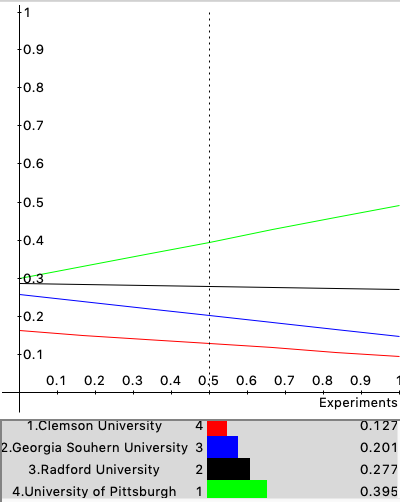 1
0.9
0.8
0.7
0.6
0.5
0.4
0.3
0.2
0.1
0.1 0.2 0.3 0.4 0.5 0.6 0.7 0.8 0.9 1
Experiments
1.Clemson University 4 0.127
2.Georgia Souhern University 3 0.201
3.Radford University 2 0.277
4.University of Pittsburgh 1 0.395